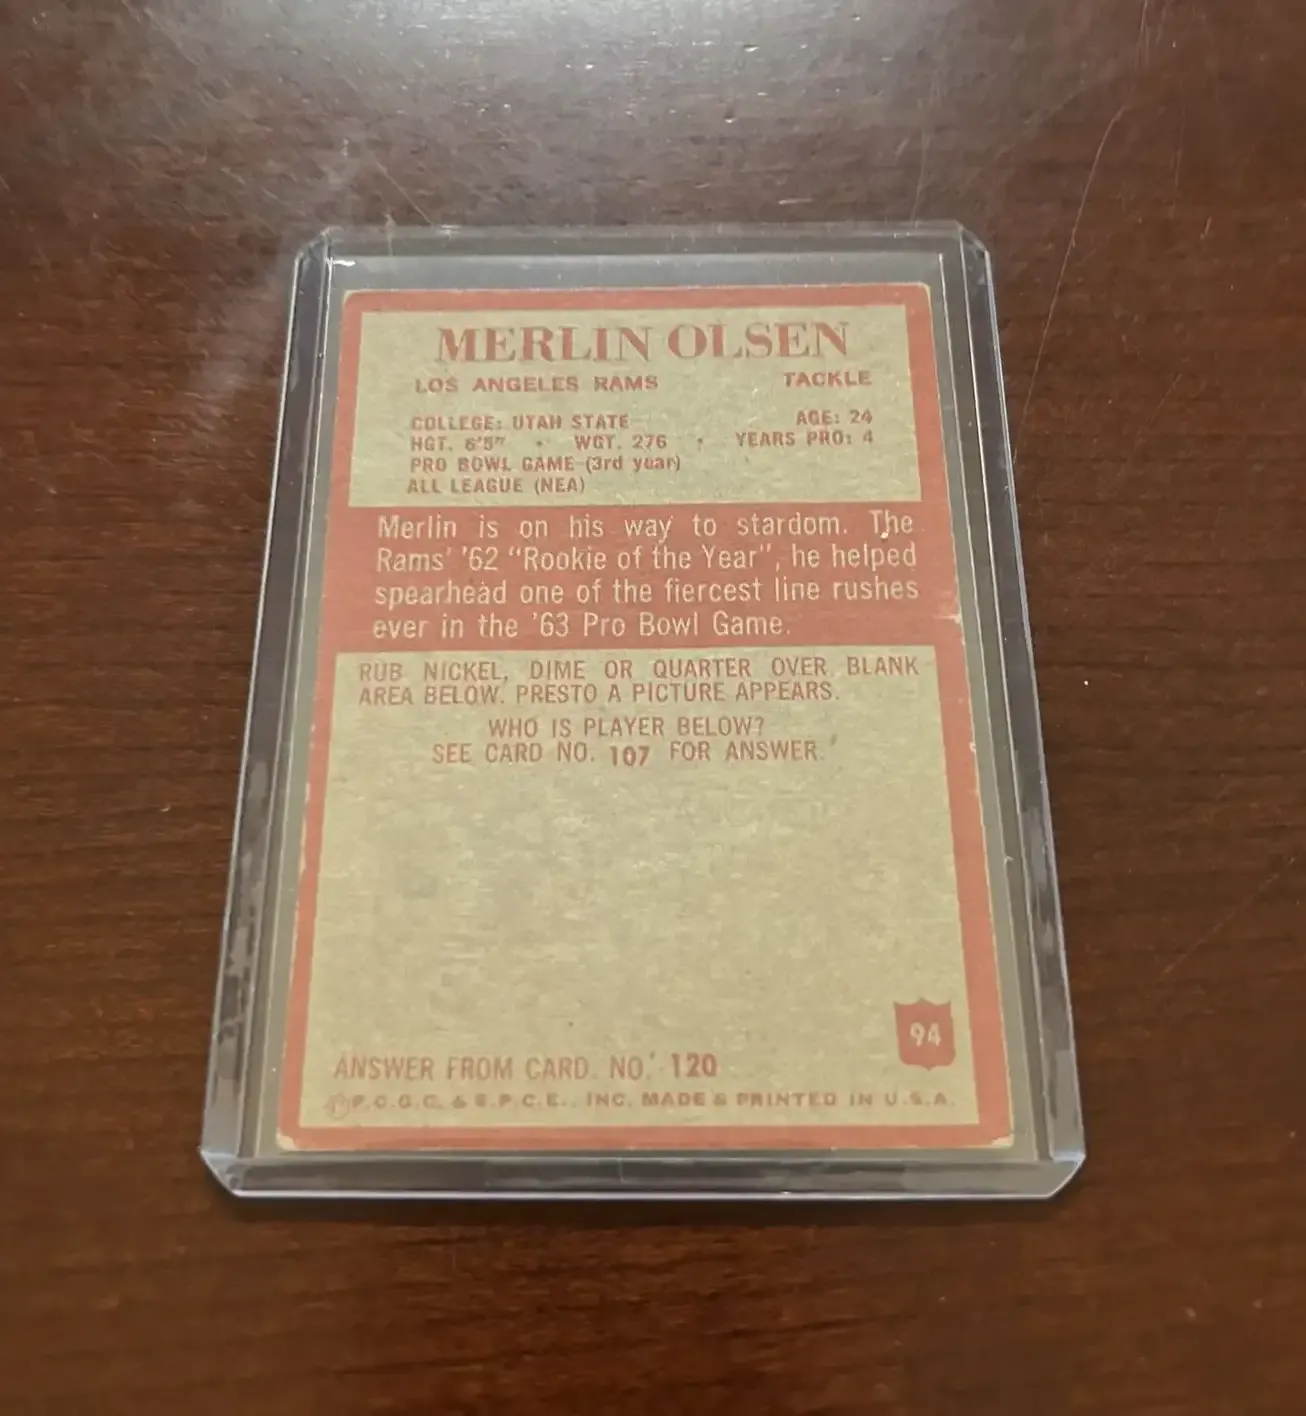 MERLIN OLSEN
LOS ANGELES RAMS TACKLE
COLLEGE: UTAH STATE AGE: 24
HGT. 6'5" • WGT. 276 • YEARS PRO: 4
PRO BOWL GAME (3rd year)
ALL LEAGUE (NEA)
Merlin is on his way to stardom. The
Rams' '62 "Rookie of the Year", he helped
spearhead one of the fiercest line rushes
ever in the '63 Pro Bowl Game.
RUB NICKEL, DIME OR QUARTER OVER BLANK
AREA BELOW. PRESTO A PICTURE APPEARS.
WHO IS PLAYER BELOW?
SEE CARD NO. 107 FOR ANSWER.
94
ANSWER FROM CARD. NO. 120
P.C.G.C. & S.P.C.E., INC. MADE & PRINTED IN U.S.A.